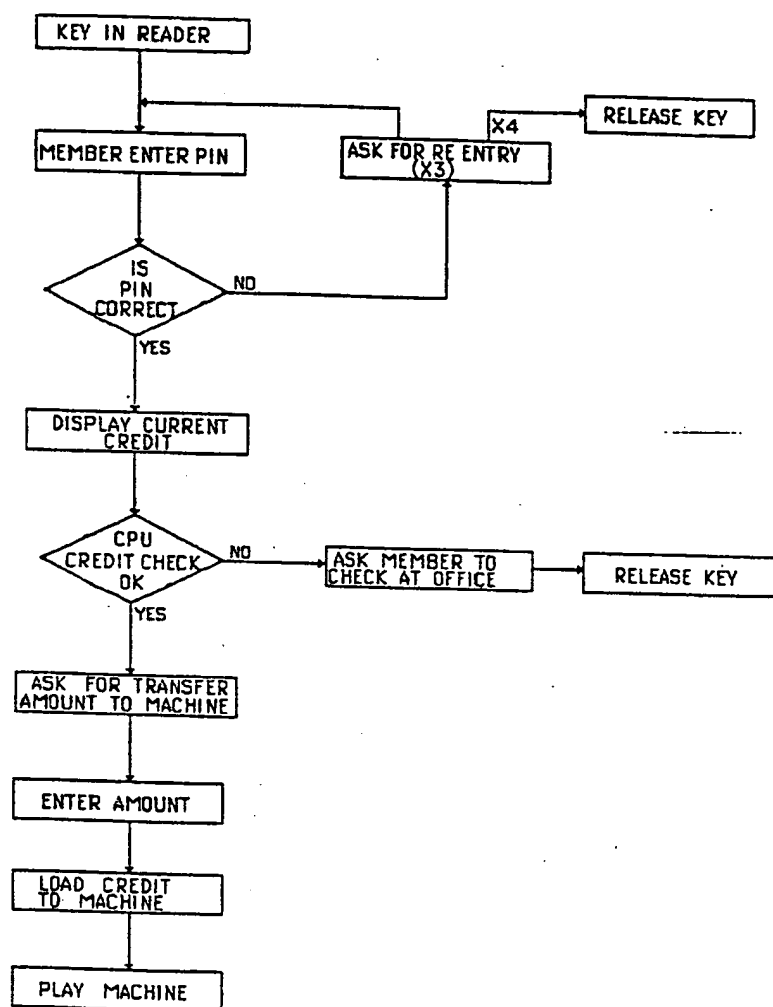 KEY IN READER
X4
RELEASE KEY
MEMBER ENTER PIN
ASK FOR RE ENTRY
(X3)
IS
PIN
CORRECT
NO
YES
DISPLAY CURRENT
CREDIT
CPU
CREDIT CHECK
OK
NO
ASK MEMBER TO
CHECK AT OFFICE
RELEASE KEY
YES
ASK FOR TRANSFER
AMOUNT TO MACHINE
ENTER AMOUNT
LOAD CREDIT
TO MACHINE
PLAY MACHINE